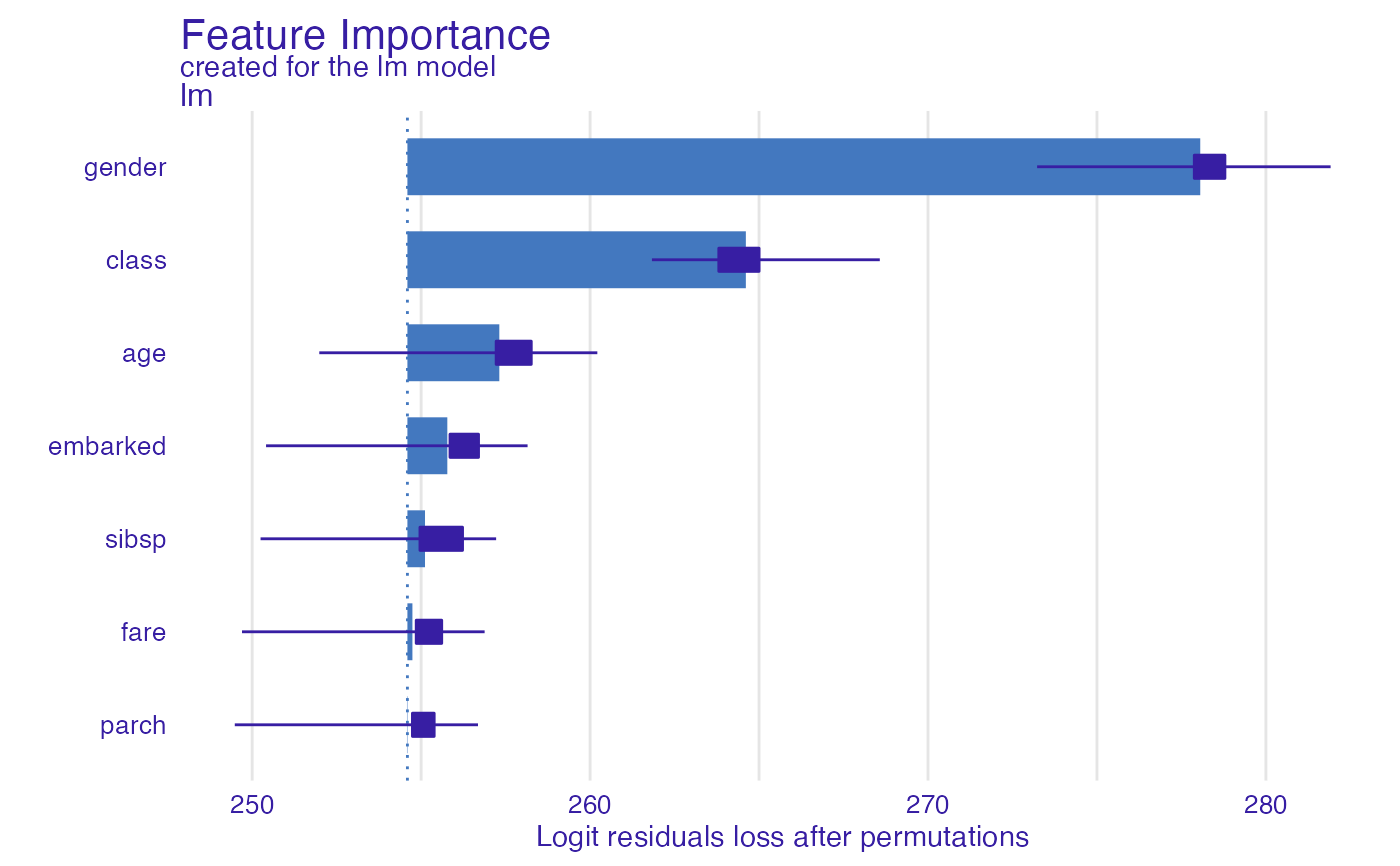 Feature Importance
created for the lm model
lm
gender
class
age
embarked
sibsp
fare
parch
250 260 270 280
Logit residuals loss after permutations